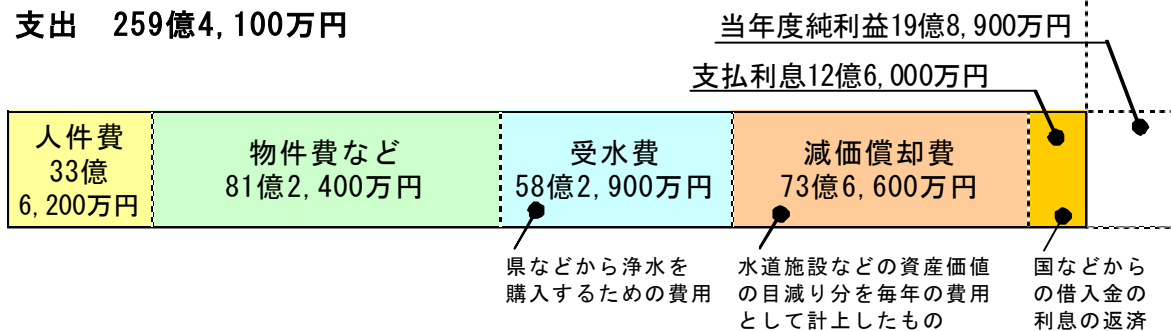 支出　259億4,100万円
当年度純利益19億8,900万円
支払利息12億6,000万円
人件費
33億
6,200万円
物件費など
81億2,400万円
受水費
58億2,900万円
減価償却費
73億6,600万円
県などから浄水を
購入するための費用
水道施設などの資産価値
の目減り分を毎年の費用
として計上したもの
国などから
の借入金の
利息の返済